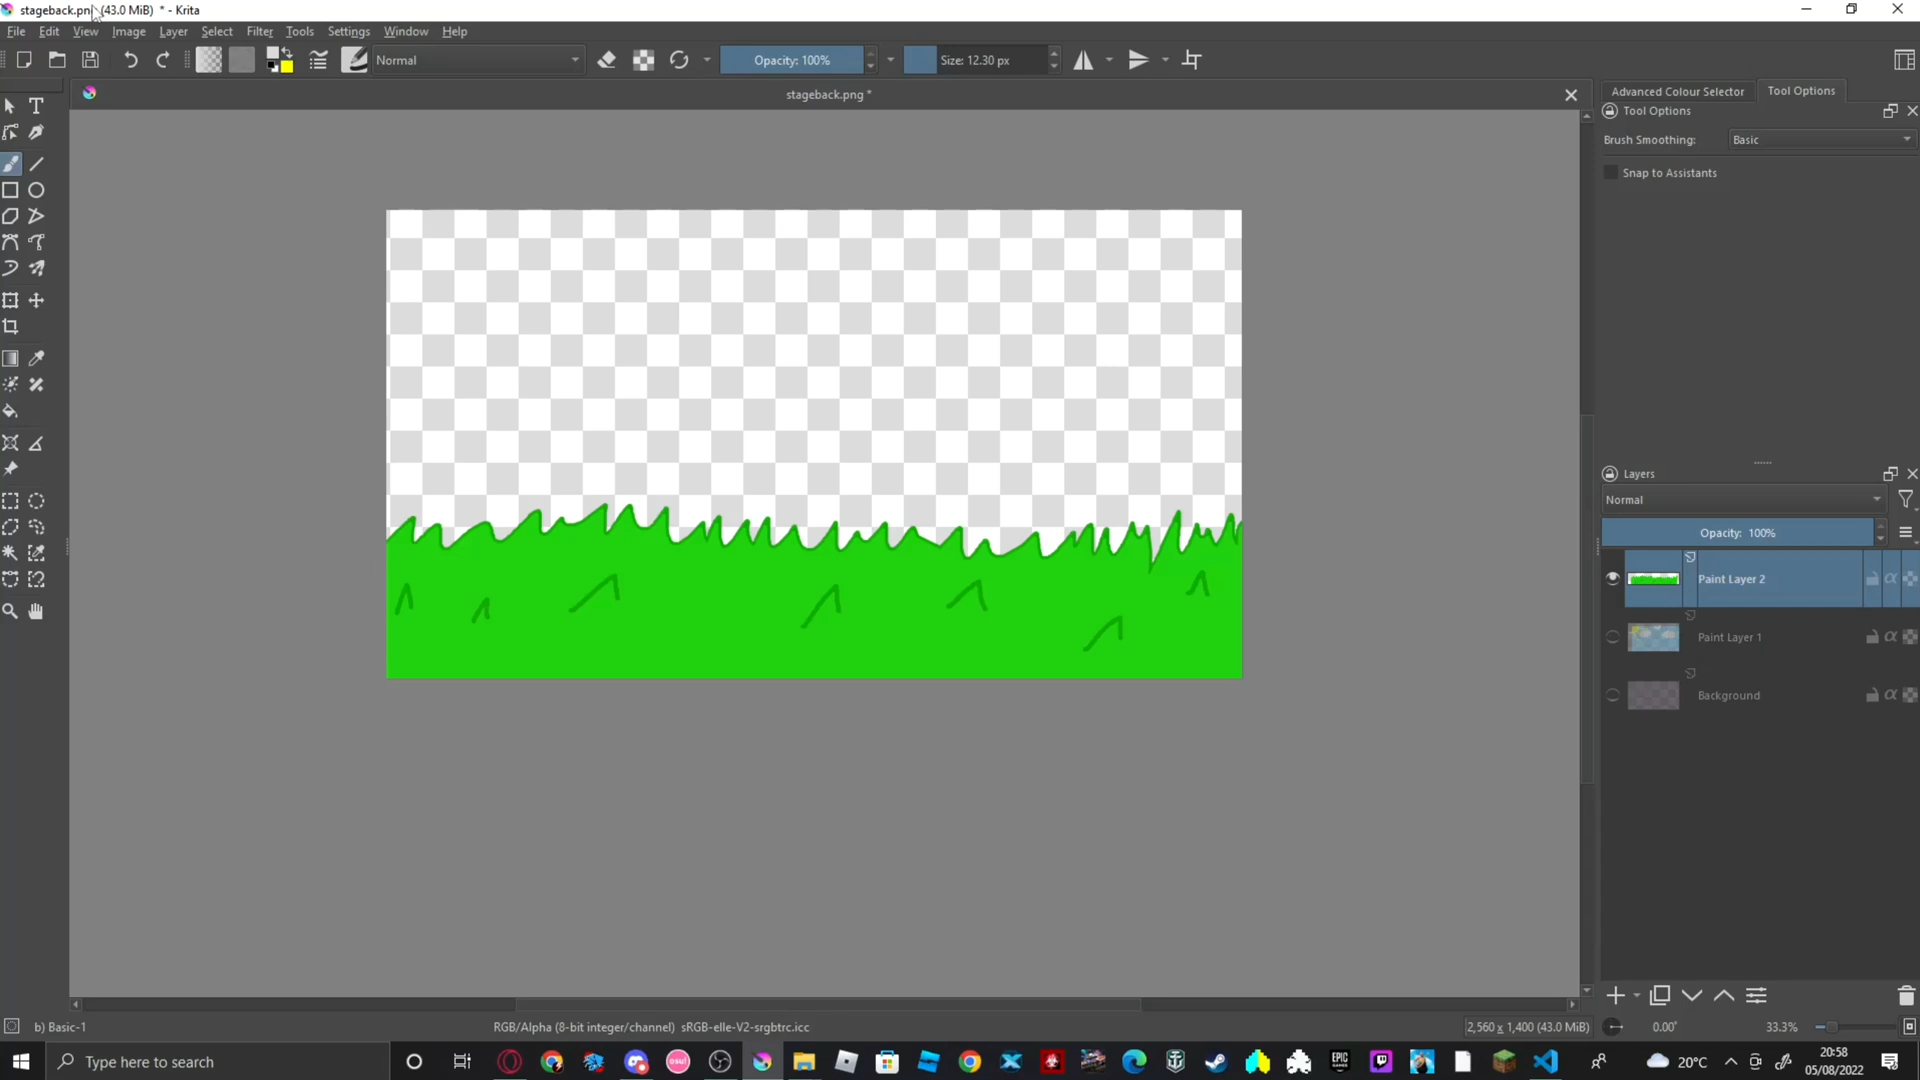 stageback.png (43.0 MiB) * - Krita
File Edit View Image Layer Select Filter Tools Settings Window Help
Normal
Opacity: 100%
Size: 12.30 px
stageback.png *
Advanced Colour Selector
Tool Options
Tool Options
Brush Smoothing:
Basic
Snap to Assistants
Layers
Normal
Opacity: 100%
Paint Layer 2
Paint Layer 1
Background
b) Basic-1
RGB/Alpha (8-bit integer/channel) sRGB-elle-V2-srgbtrc.icc
2,560 x 1,400 (43.0 MiB)
0.00°
33.3%
Type here to search
osu!
EPIC
GAMES
20°C
20:58
05/08/2022